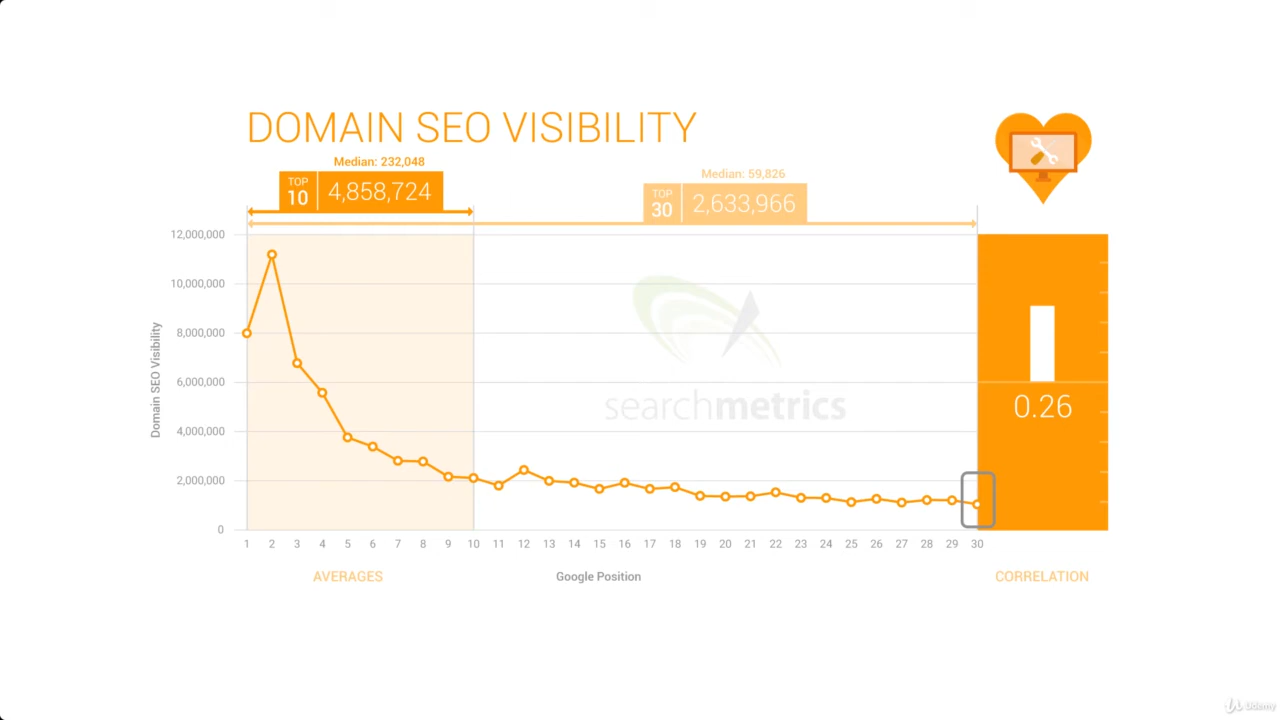 DOMAIN SEO VISIBILITY
Median: 232,048
TOP 10 4,858,724
Median: 59,826
TOP 30 2,633,966
12,000,000
10,000,000
8,000,000
6,000,000
4,000,000
2,000,000
0
Domain SEO Visibility
searchmetrics
0.26
1 2 3 4 5 6 7 8 9 10 11 12 13 14 15 16 17 18 19 20 21 22 23 24 25 26 27 28 29 30
AVERAGES
Google Position
CORRELATION
Udemy